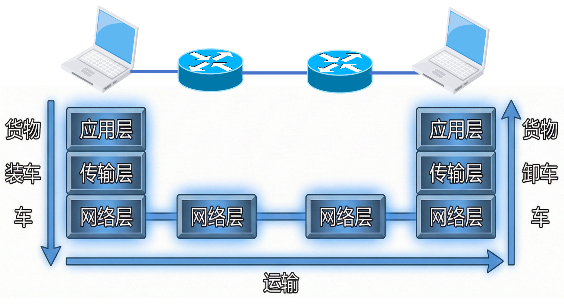 货物 应用层 应用层 货物
装车 传输层 传输层 卸车
车 网络层 网络层 网络层 网络层 车
运输